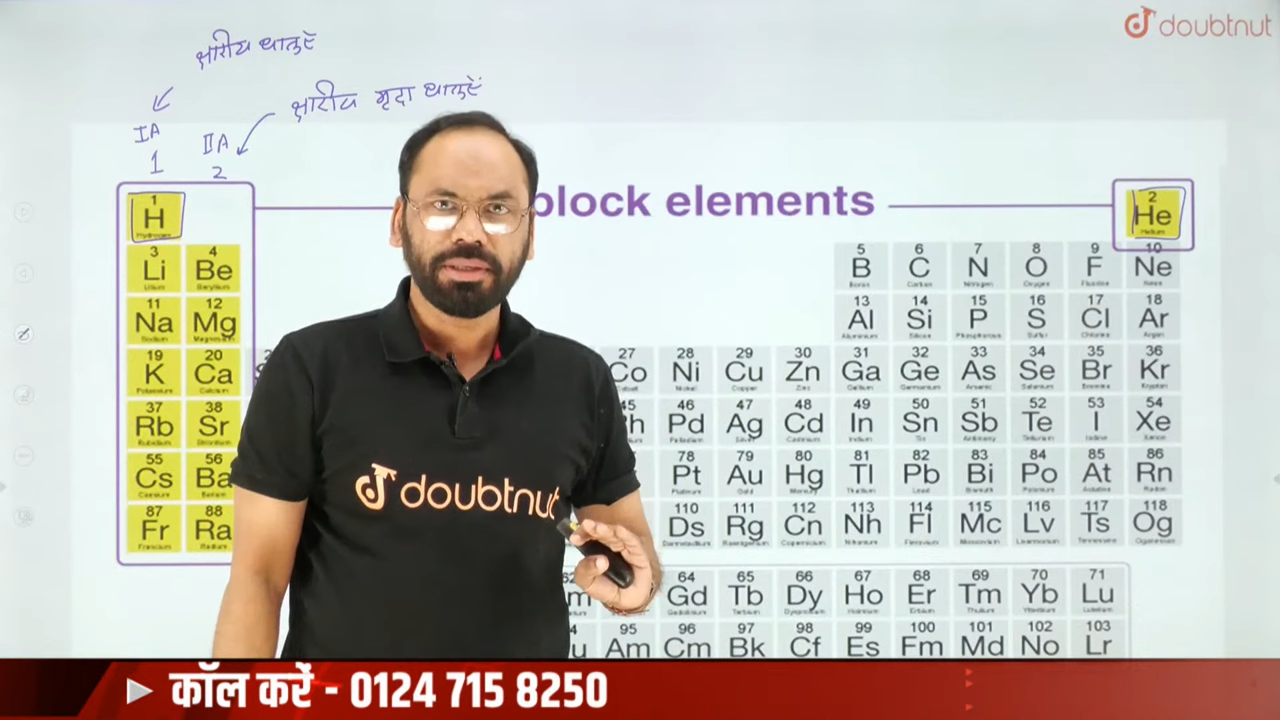 doubtnut
क्षारीय धातुएँ
क्षारीय मृदा धातुएँ
IA
IIA
1
2
block elements
1 2
H He
Hydrogen Helium
3 4 5 6 7 8 9 10
Li Be B C N O F Ne
11 12 13 14 15 16 17 18
Na Mg Al Si P S Cl Ar
19 20 27 28 29 30 31 32 33 34 35 36
K Ca Co Ni Cu Zn Ga Ge As Se Br Kr
37 38 45 46 47 48 49 50 51 52 53 54
Rb Sr Pd Ag Cd In Sn Sb Te I Xe
55 56 78 79 80 81 82 83 84 85 86
Cs Ba Pt Au Hg Tl Pb Bi Po At Rn
87 88 110 111 112 113 114 115 116 117 118
Fr Ra Ds Rg Cn Nh Fl Mc Lv Ts Og
doubtnut
64 65 66 67 68 69 70 71
Gd Tb Dy Ho Er Tm Yb Lu
95 96 97 98 99 100 101 102 103
Am Cm Bk Cf Es Fm Md No Lr
कॉल करें - 0124 715 8250